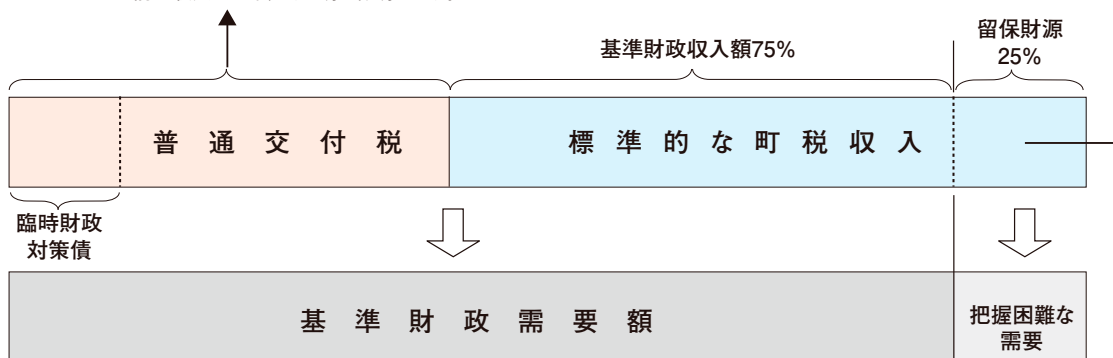 基準財政収入額75%
留保財源
25%
普通交付税
標準的な町税収入
臨時財政
対策債
基準財政需要額
把握困難な
需要